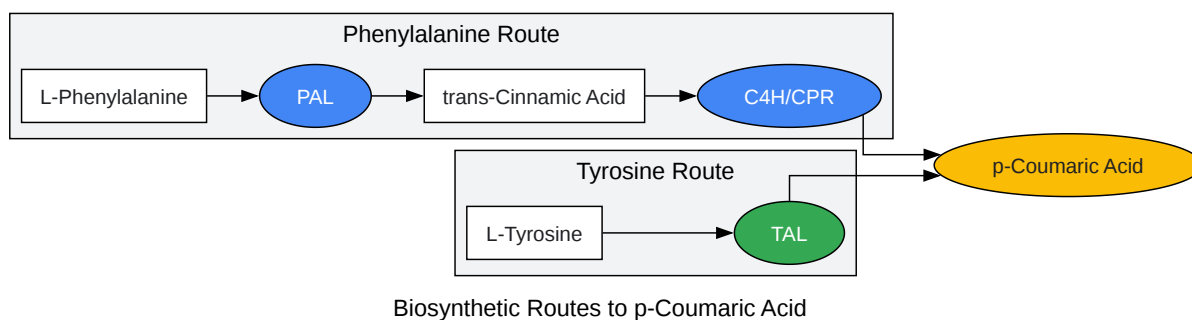 Phenylalanine Route
L-Phenylalanine
PAL
trans-Cinnamic Acid
C4H/CPR
p-Coumaric Acid
Tyrosine Route
L-Tyrosine
TAL
Biosynthetic Routes to p-Coumaric Acid